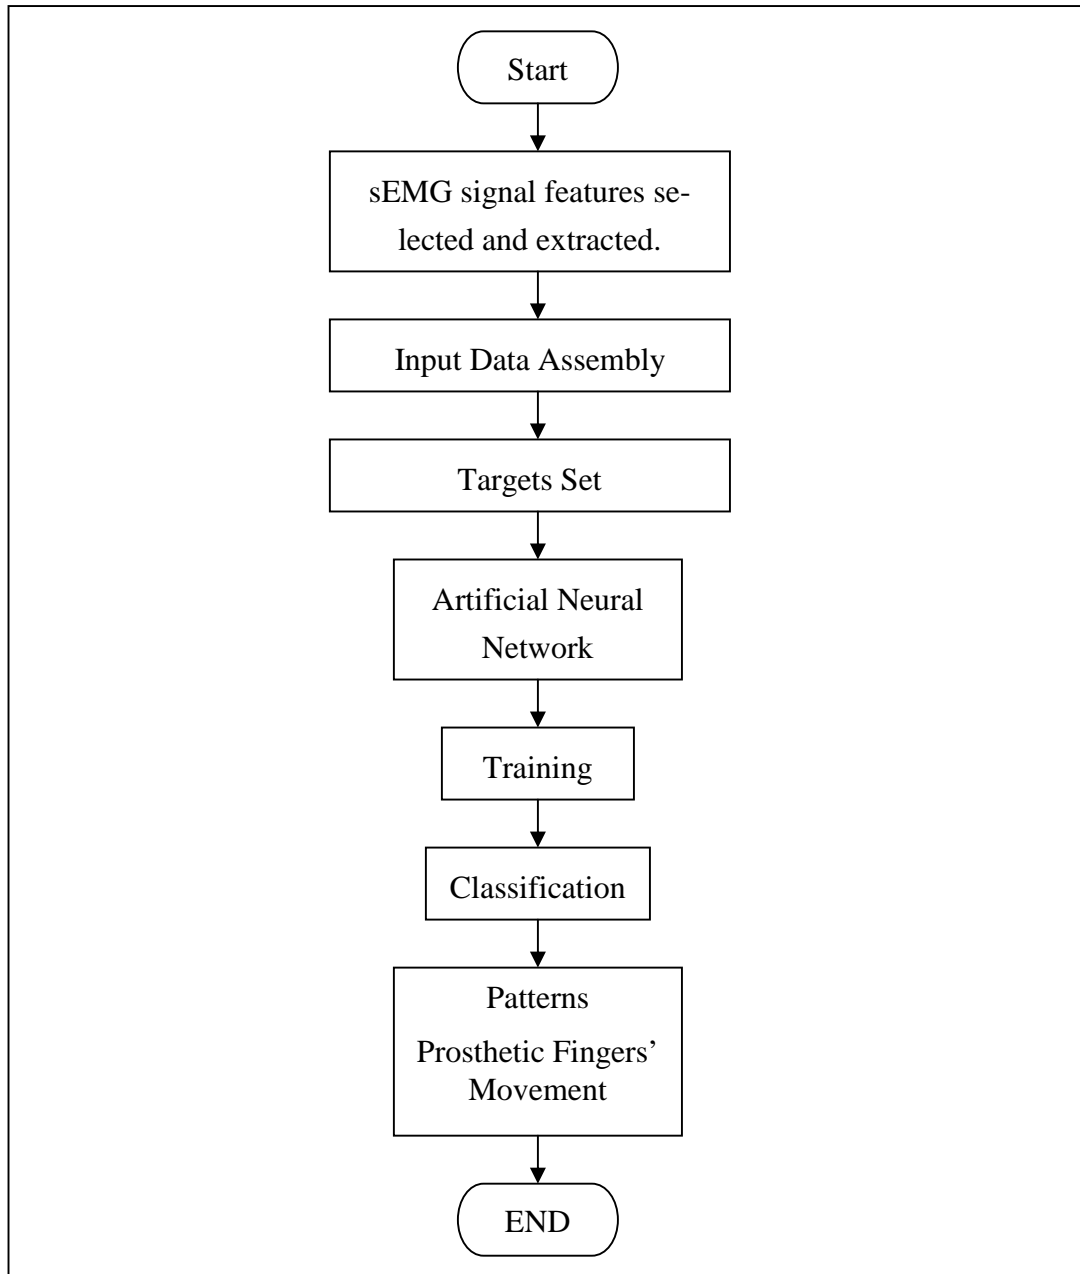 Start
sEMG signal features se-
lected and extracted.
Input Data Assembly
Targets Set
Artificial Neural
Network
Training
Classification
Patterns
Prosthetic Fingers’
Movement
END